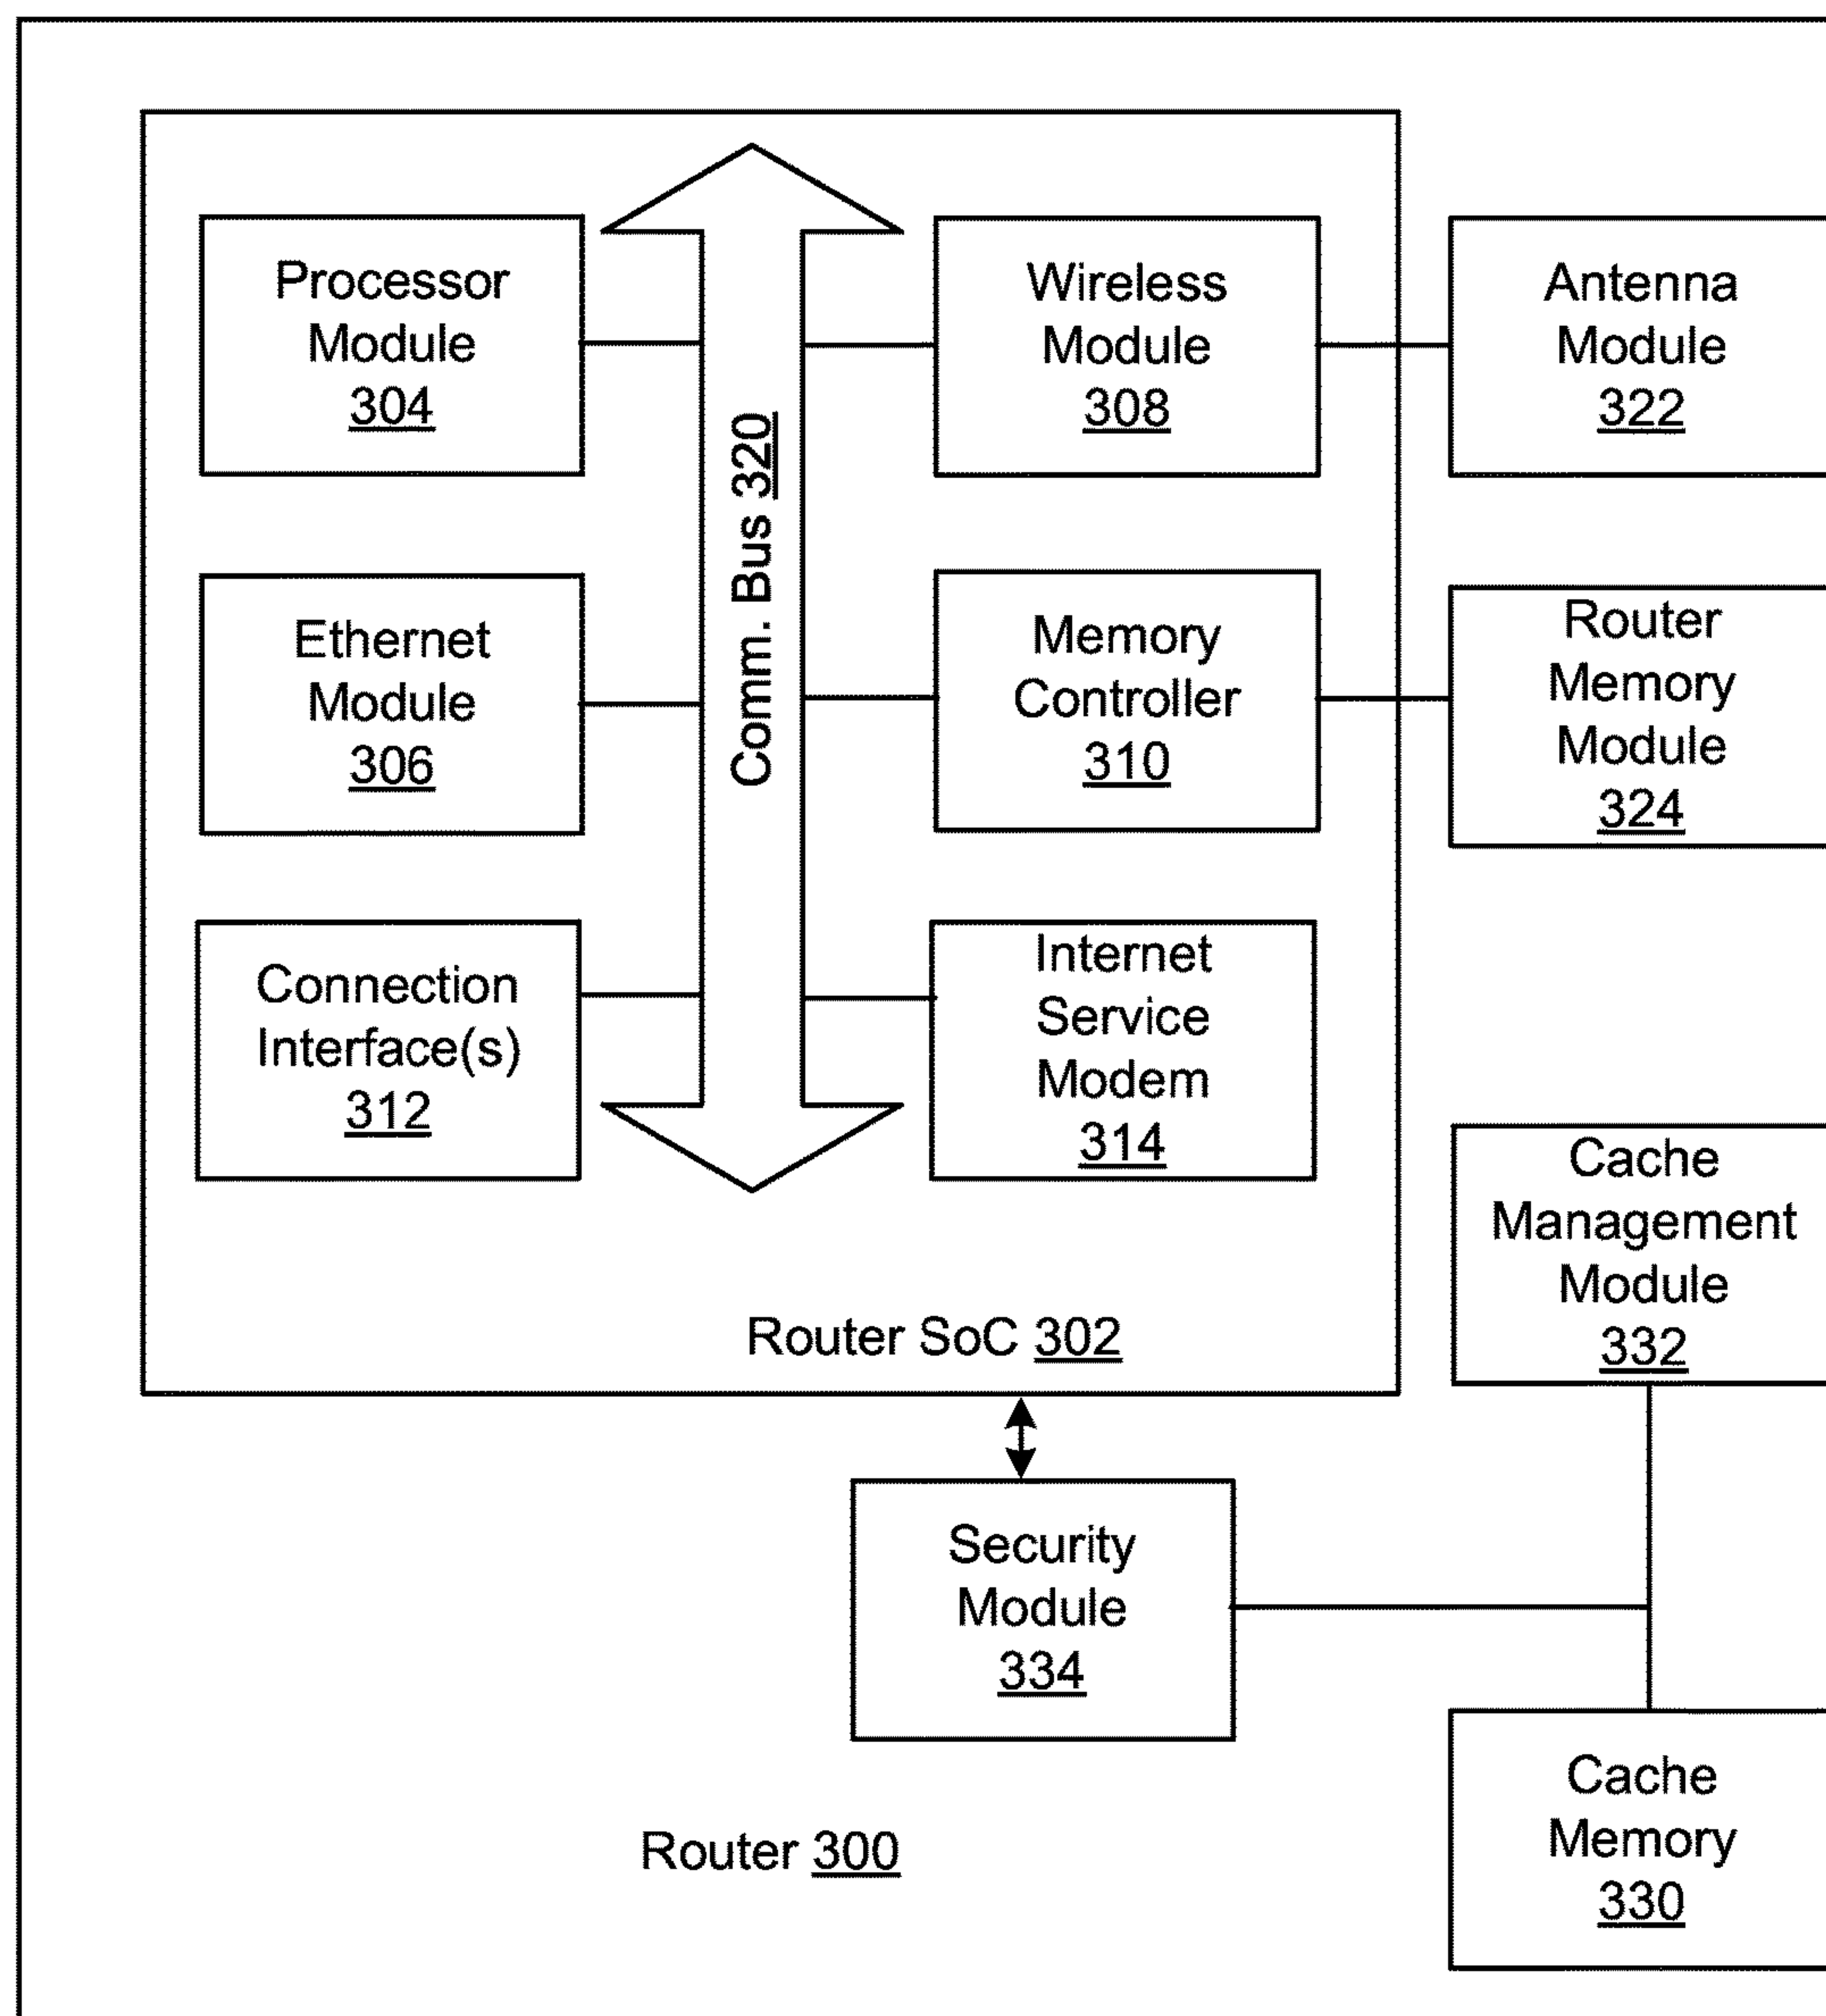 Processor
Module
304
Wireless
Module
308
Antenna
Module
322
Comm. Bus 320
Ethernet
Module
306
Memory
Controller
310
Router
Memory
Module
324
Connection
Interface(s)
312
Internet
Service
Modem
314
Cache
Management
Module
332
Router SoC 302
Security
Module
334
Cache
Memory
330
Router 300